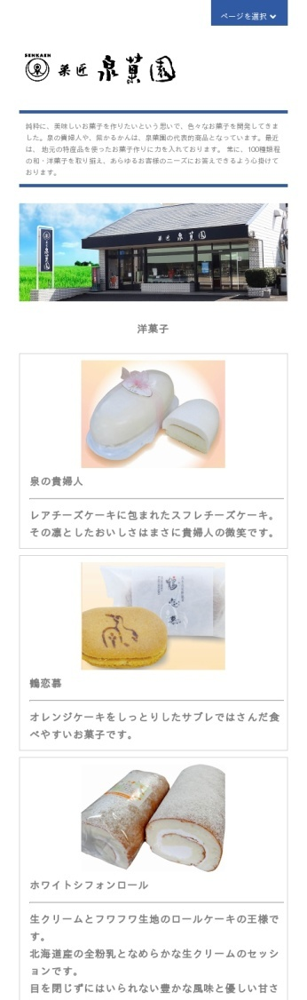 ページを選択
SENKAEN
菓匠 泉菓園
純粋に、美味しいお菓子を作りたいという思いで、色々なお菓子を開発してきま
した。泉の貴婦人や、紫かるかんは、泉菓園の代表的商品となっています。最近
は、地元の特産品を使ったお菓子作りに力を入れております。 常に、100種類程
の和・洋菓子を取り揃え、あらゆるお客様のニーズにお答えできるよう心掛けて
おります。
菓匠 泉菓園
洋菓子
泉の貴婦人
レアチーズケーキに包まれたスフレチーズケーキ。
その凛としたおいしさはまさに貴婦人の微笑です。
鶴恋慕
鶴恋慕
オレンジケーキをしっとりしたサブレではさんだ食
べやすいお菓子です。
ホワイトシフォンロール
生クリームとフワフワ生地のロールケーキの王様で
す。
北海道産の全粉乳となめらかな生クリームのセッシ
ョンです。
目を閉じずにはいられない豊かな風味と優しい甘さ